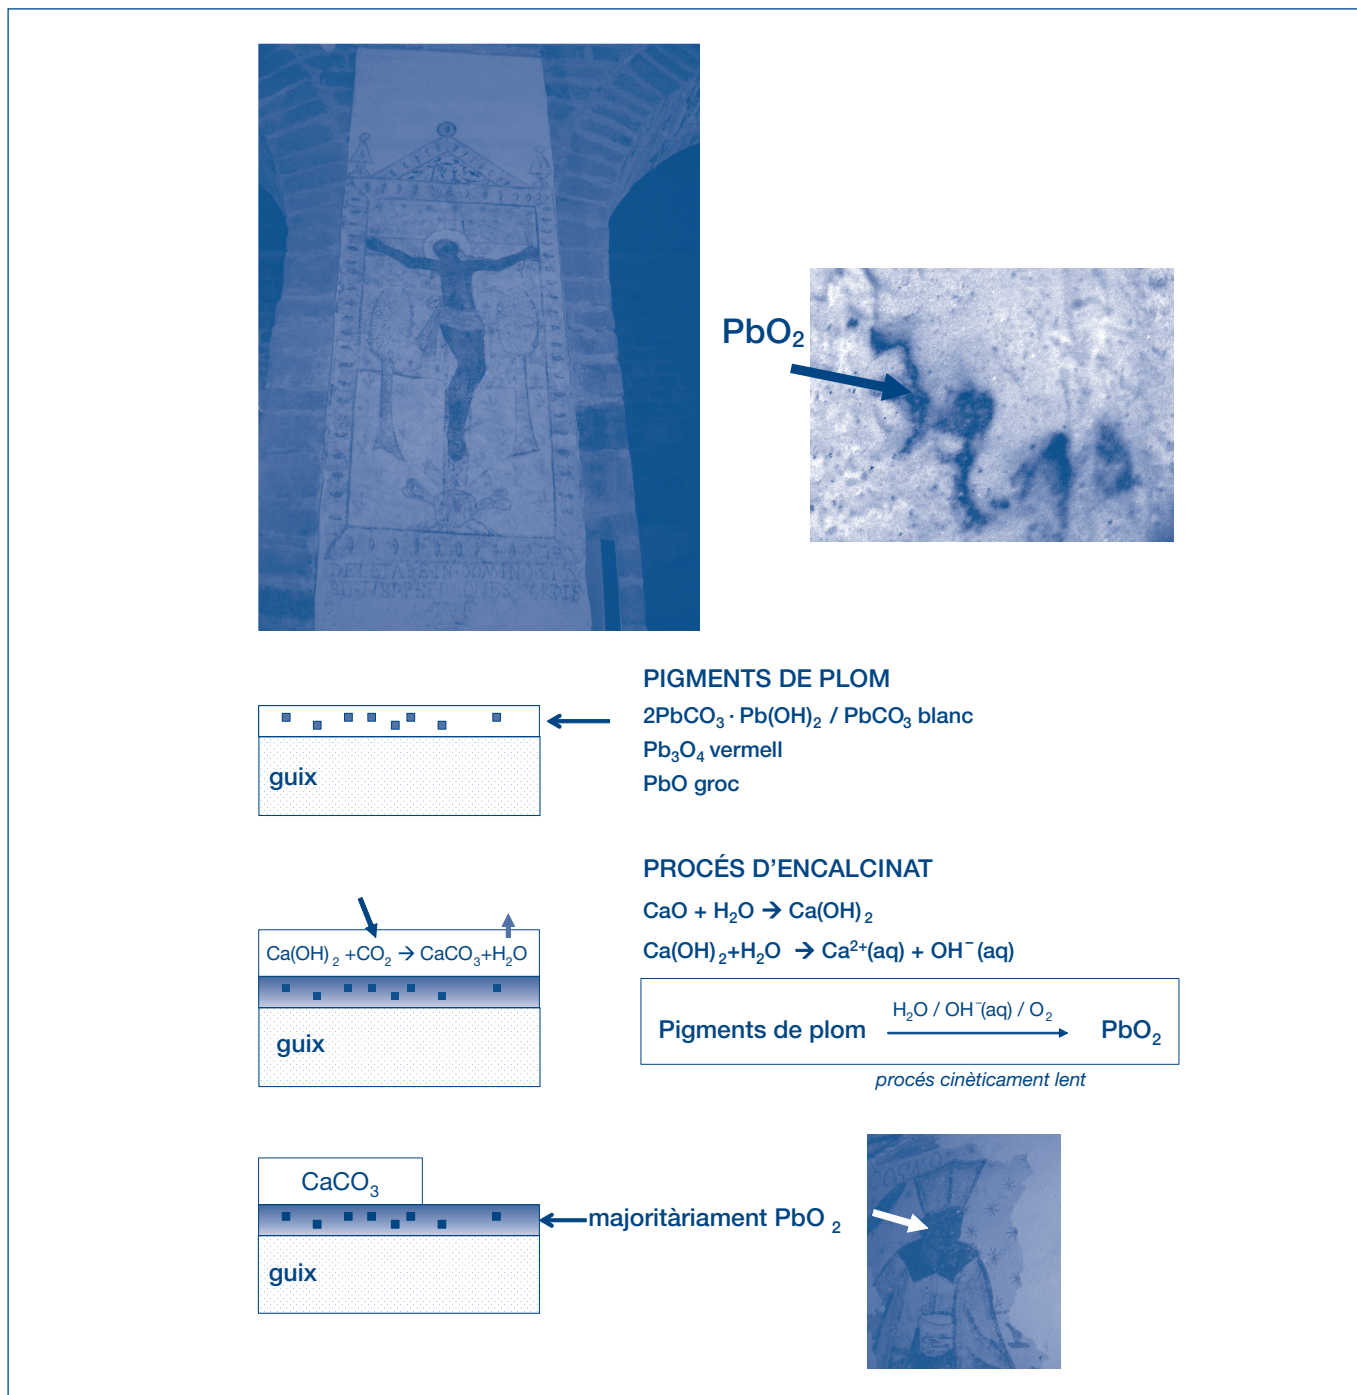 PbO₂
PIGMENTS DE PLOM
2PbCO₃ · Pb(OH)₂ / PbCO₃ blanc
Pb₃O₄ vermell
PbO groc
guix
PROCÉS D’ENCALCINAT
CaO + H₂O → Ca(OH)₂
Ca(OH)₂+H₂O → Ca²⁺(aq) + OH⁻ (aq)
Ca(OH)₂ +CO₂ → CaCO₃+H₂O
guix
H₂O / OH⁻(aq) / O₂
Pigments de plom → PbO₂
procés cinèticament lent
CaCO₃
majoritàriament PbO₂
guix